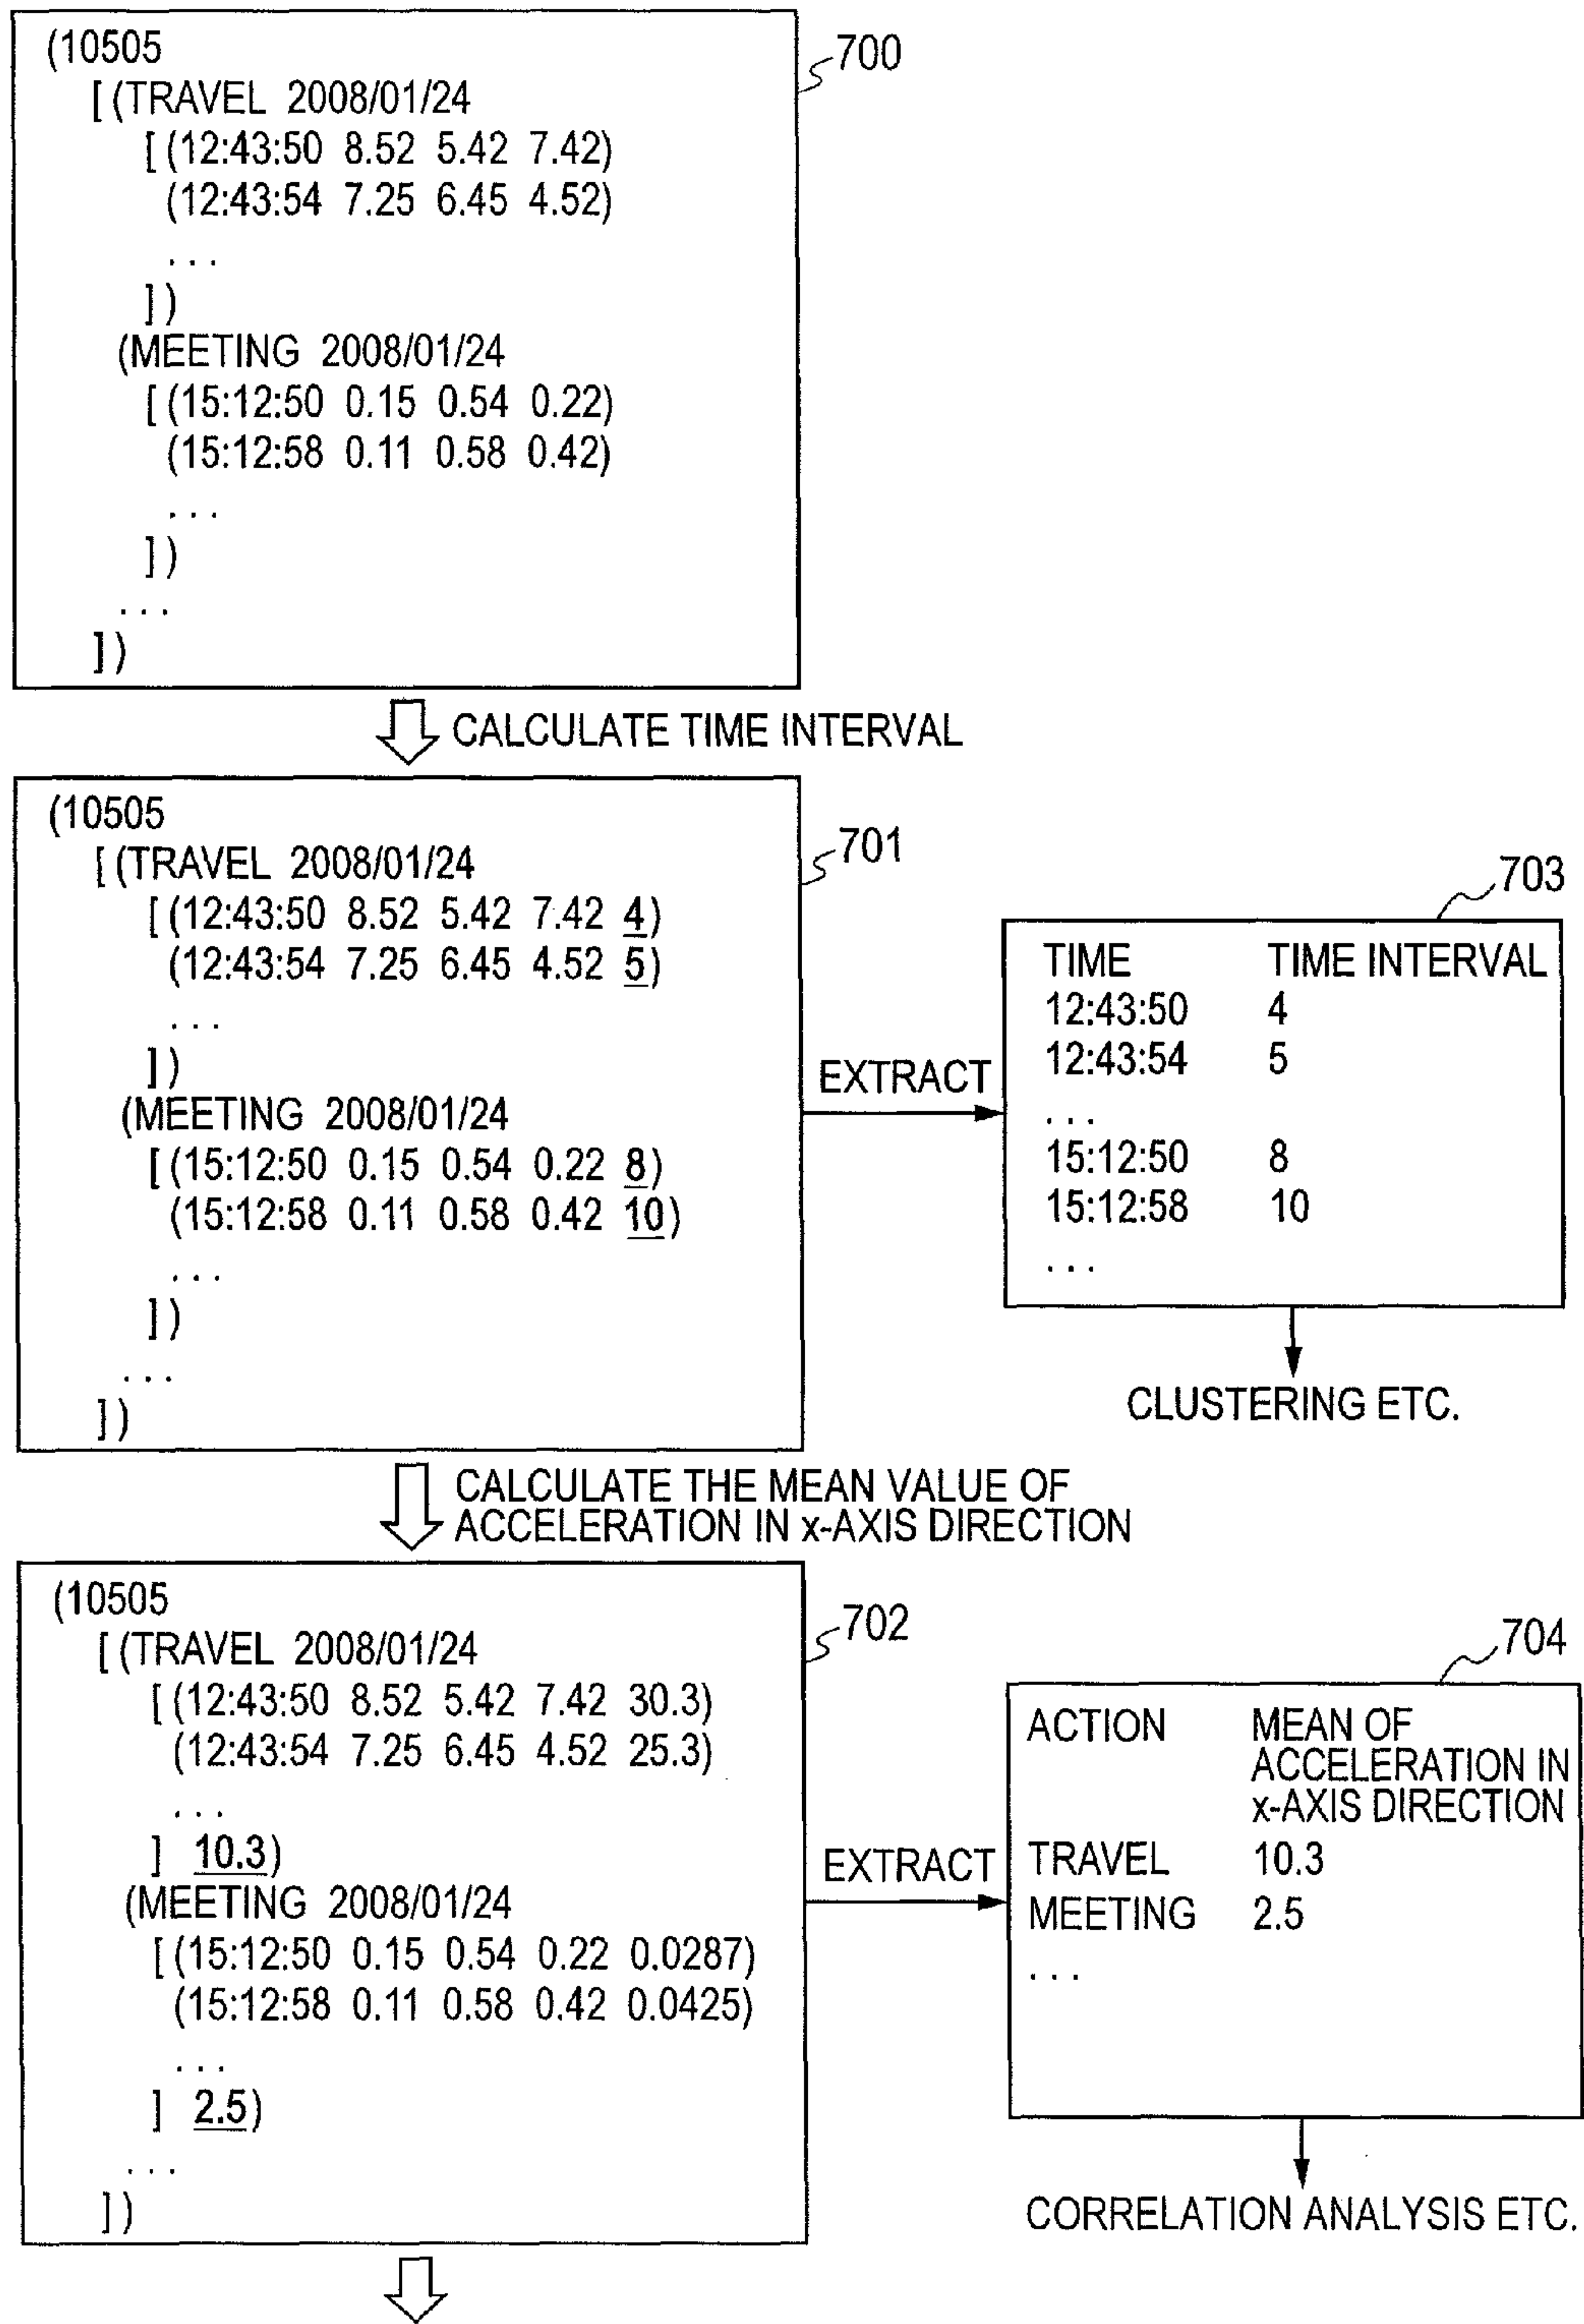 (10505
[(TRAVEL 2008/01/24
[(12:43:50 8.52 5.42 7.42)
(12:43:54 7.25 6.45 4.52)
...
])
(MEETING 2008/01/24
[(15:12:50 0.15 0.54 0.22)
(15:12:58 0.11 0.58 0.42)
...
])
...
])
700
CALCULATE TIME INTERVAL
(10505
[(TRAVEL 2008/01/24
[(12:43:50 8.52 5.42 7.42 4)
(12:43:54 7.25 6.45 4.52 5)
...
])
(MEETING 2008/01/24
[(15:12:50 0.15 0.54 0.22 8)
(15:12:58 0.11 0.58 0.42 10)
...
])
...
])
701
EXTRACT
703
TIME TIME INTERVAL
12:43:50 4
12:43:54 5
...
15:12:50 8
15:12:58 10
...
CLUSTERING ETC.
CALCULATE THE MEAN VALUE OF
ACCELERATION IN x-AXIS DIRECTION
(10505
[(TRAVEL 2008/01/24
[(12:43:50 8.52 5.42 7.42 30.3)
(12:43:54 7.25 6.45 4.52 25.3)
...
] 10.3)
(MEETING 2008/01/24
[(15:12:50 0.15 0.54 0.22 0.0287)
(15:12:58 0.11 0.58 0.42 0.0425)
...
] 2.5)
...
])
702
EXTRACT
704
ACTION MEAN OF
ACCELERATION IN
x-AXIS DIRECTION
TRAVEL 10.3
MEETING 2.5
...
CORRELATION ANALYSIS ETC.